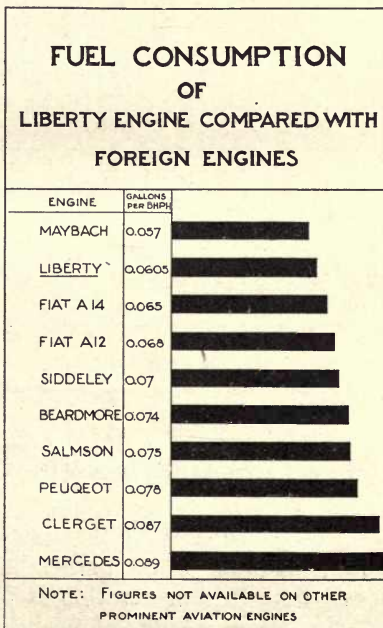 FUEL CONSUMPTION
OF
LIBERTY ENGINE COMPARED WITH
FOREIGN ENGINES
ENGINE GALLONS PER BHPH
MAYBACH 0.057
LIBERTY 0.0605
FIAT A14 0.065
FIAT A12 0.068
SIDDELEY 0.07
BEARDMORE 0.074
SALMSON 0.075
PEUQEOT 0.078
CLERGET 0.087
MERCEDES 0.089
NOTE: FIGURES NOT AVAILABLE ON OTHER
PROMINENT AVIATION ENGINES